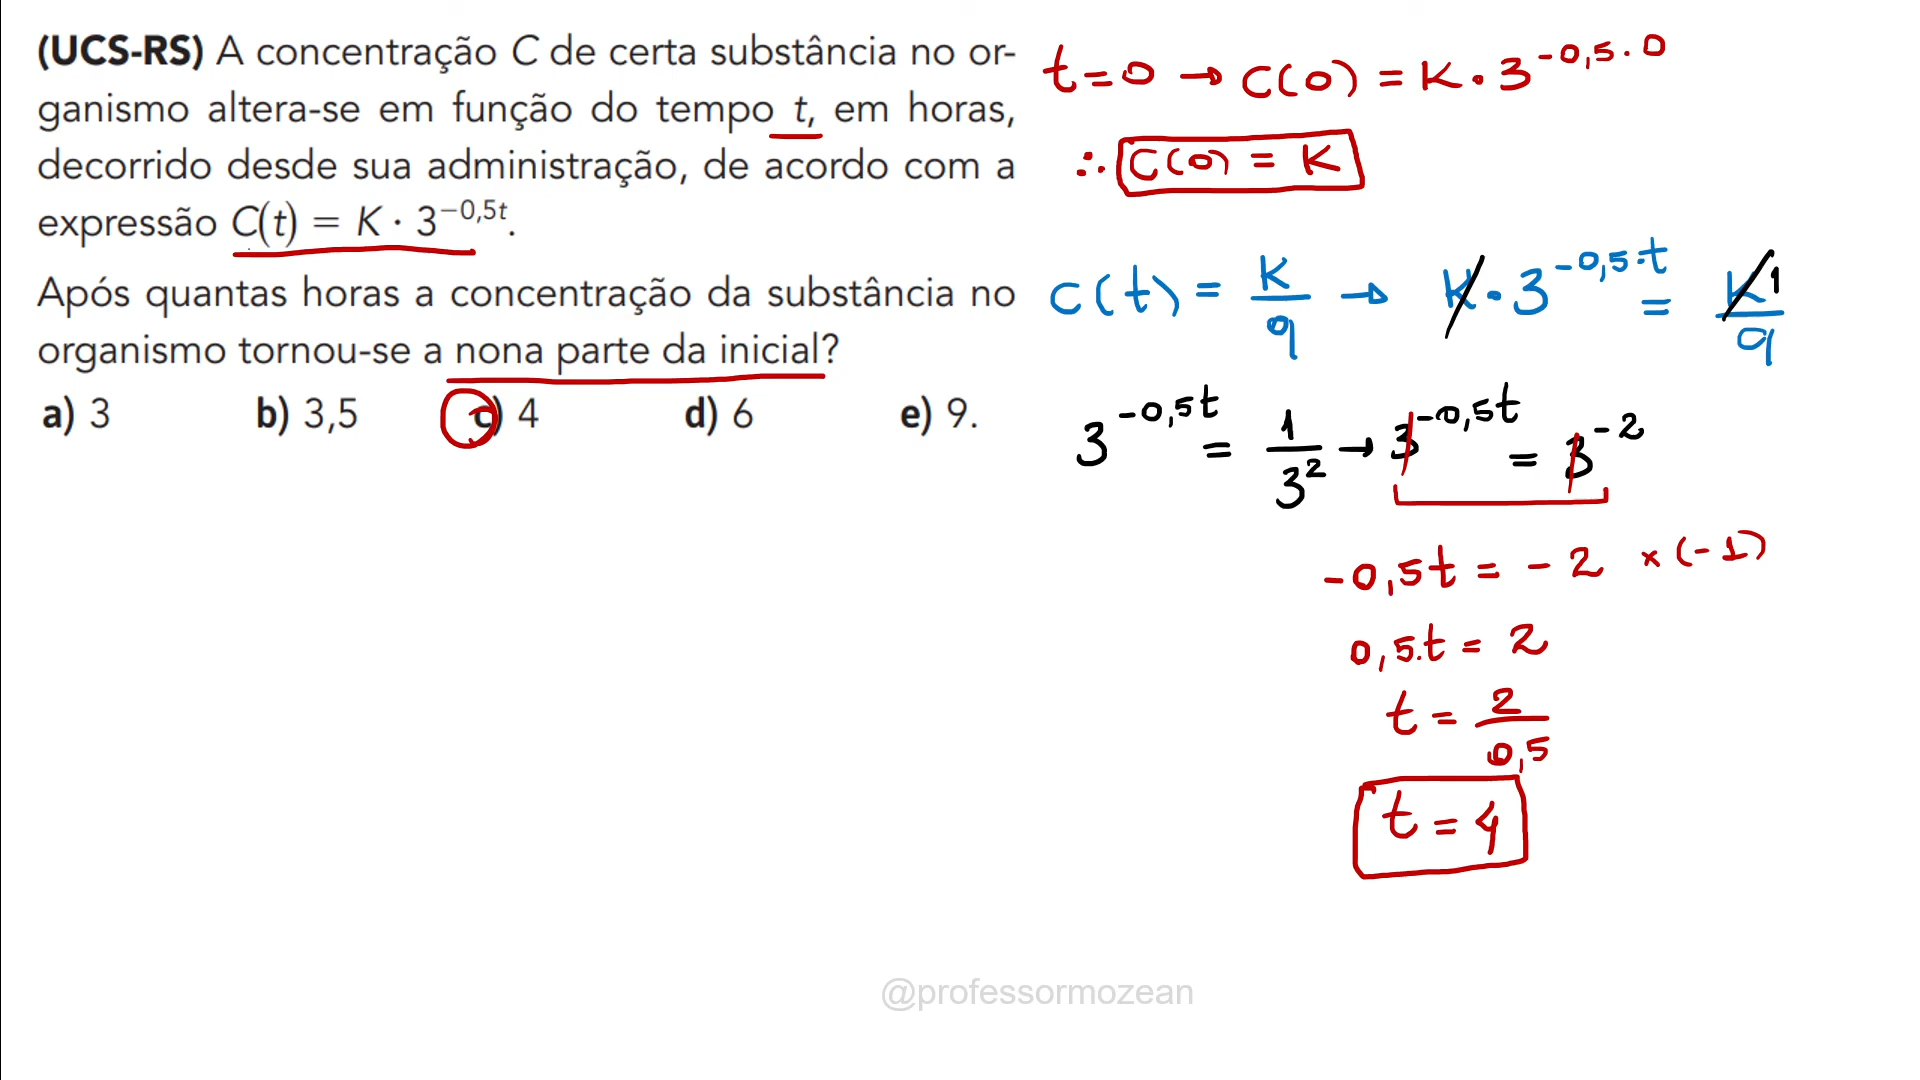 (UCS-RS) A concentração C de certa substância no or-
ganismo altera-se em função do tempo t, em horas,
decorrido desde sua administração, de acordo com a
expressão C(t) = K · 3^{-0,5t}.
Após quantas horas a concentração da substância no
organismo tornou-se a nona parte da inicial?
a) 3 b) 3,5 c) 4 d) 6 e) 9.
t = 0 → C(0) = K · 3^{-0,5 · 0}
∴ C(0) = K
C(t) = K/9 → K · 3^{-0,5 · t} = K 1/9
3^{-0,5t} = 1/3^2 → 3^{-0,5t} = 3^{-2}
-0,5t = -2 × (-1)
0,5.t = 2
t = 2/0,5
t = 4
@professormozean